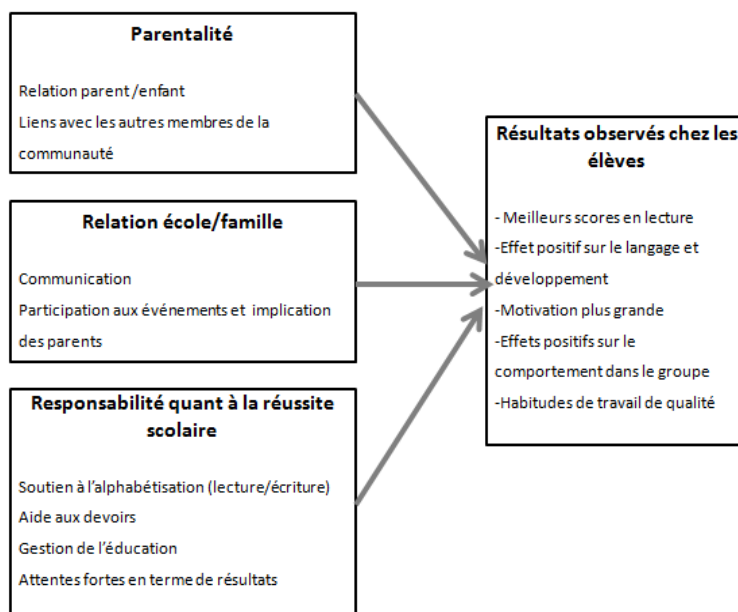 Parentalité
Relation parent/enfant
Liens avec les autres membres de la
communauté
Relation école/famille
Communication
Participation aux événements et implication
des parents
Responsabilité quant à la réussite
scolaire
Soutien à l'alphabétisation (lecture/écriture)
Aide aux devoirs
Gestion de l'éducation
Attentes fortes en terme de résultats
Résultats observés chez les
élèves
- Meilleurs scores en lecture
-Effet positif sur le langage et
développement
-Motivation plus grande
-Effets positifs sur le
comportement dans le groupe
-Habitudes de travail de qualité